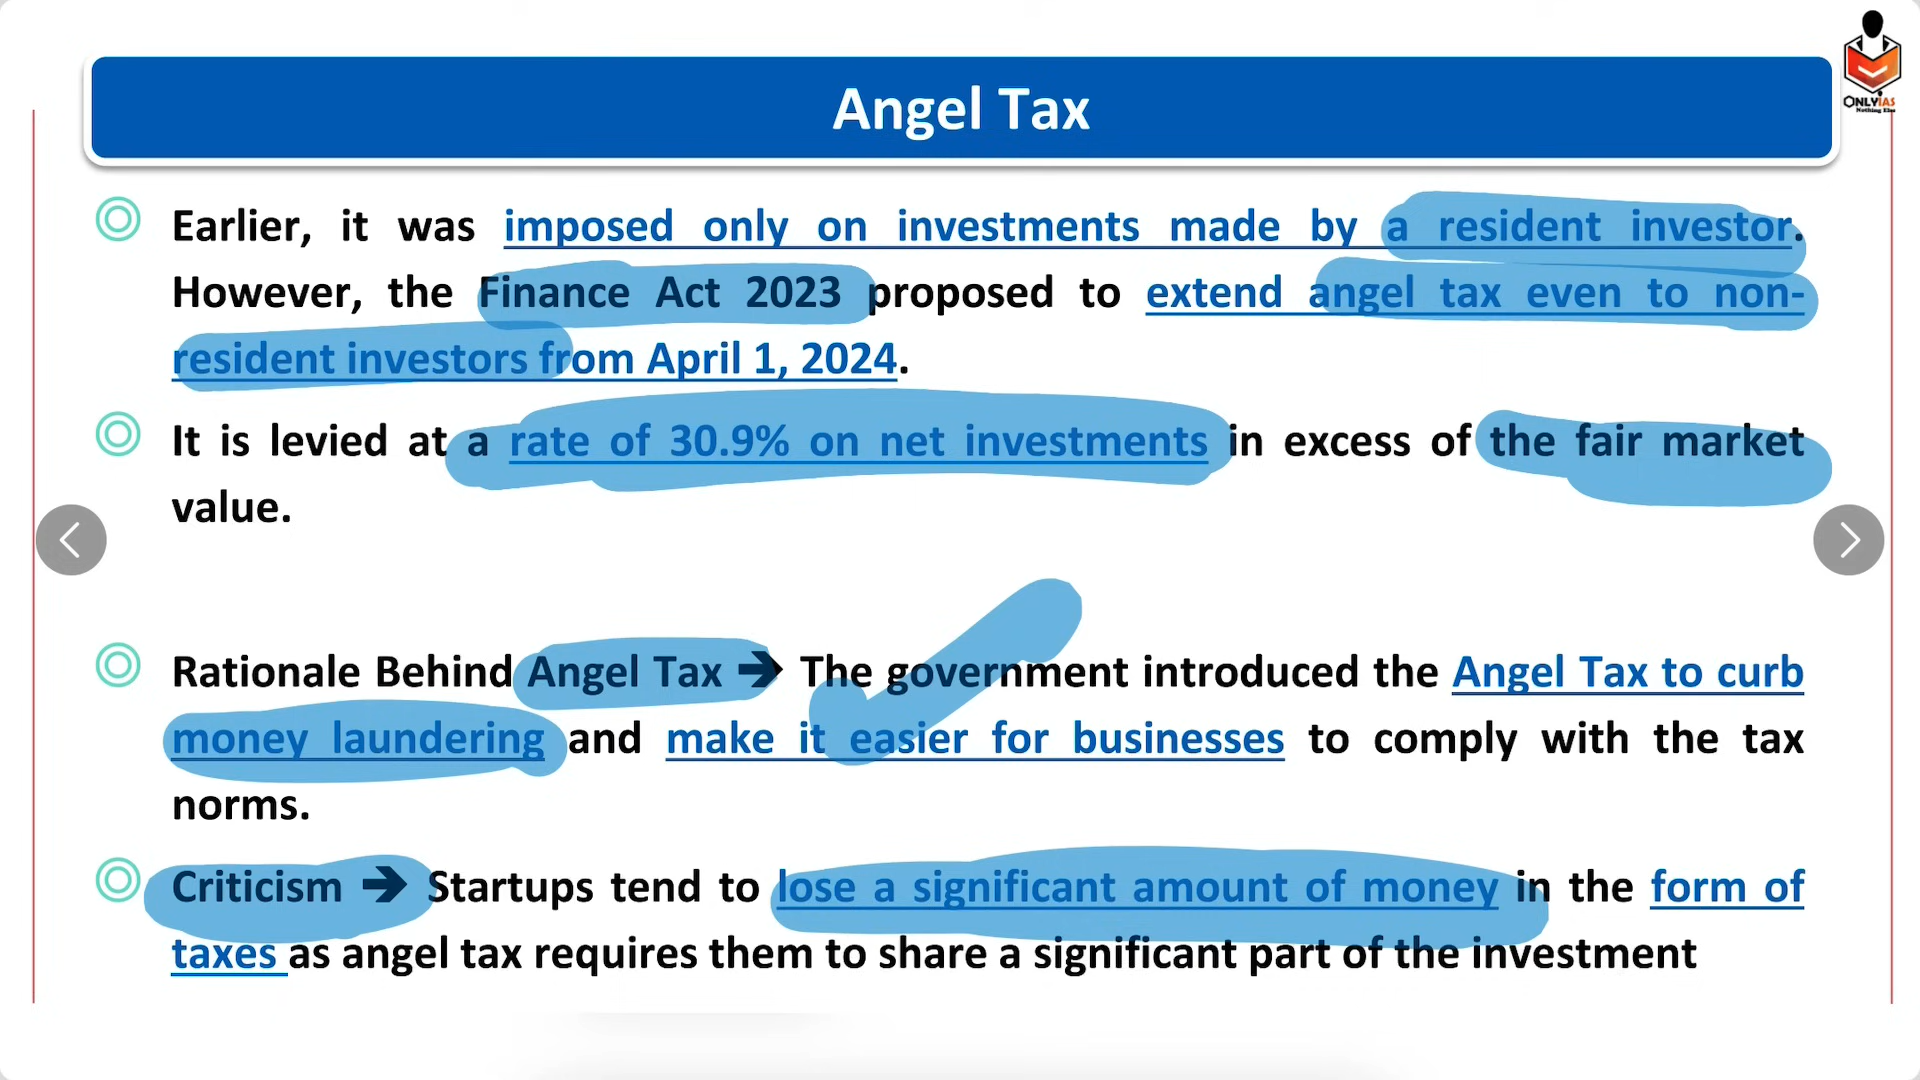 Angel Tax
ONLYIAS
Nothing Else
Earlier, it was imposed only on investments made by a resident investor.
However, the Finance Act 2023 proposed to extend angel tax even to non-
resident investors from April 1, 2024.
It is levied at a rate of 30.9% on net investments in excess of the fair market
value.
Rationale Behind Angel Tax ➔ The government introduced the Angel Tax to curb
money laundering and make it easier for businesses to comply with the tax
norms.
Criticism ➔ Startups tend to lose a significant amount of money in the form of
taxes as angel tax requires them to share a significant part of the investment